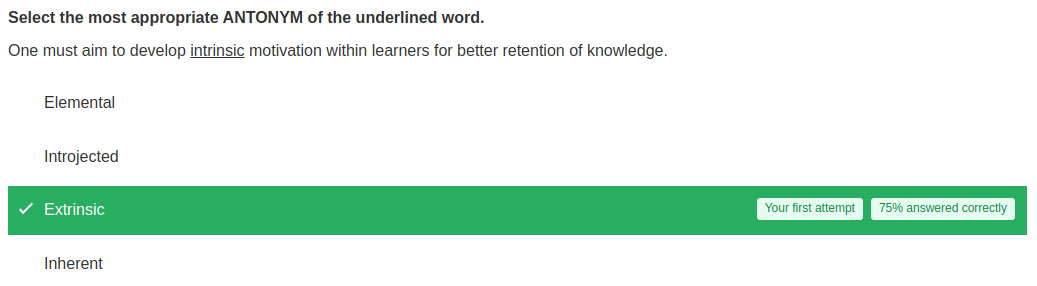 Select the most appropriate ANTONYM of the underlined word.
One must aim to develop intrinsic motivation within learners for better retention of knowledge.
Elemental
Introjected
Extrinsic Your first attempt 75% answered correctly
Inherent